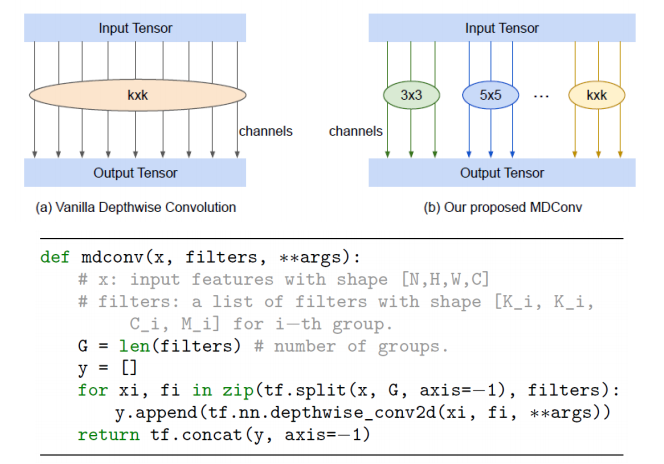 Input Tensor
kxk
channels
Output Tensor
(a) Vanilla Depthwise Convolution
Input Tensor
3x3
5x5
...
kxk
channels
Output Tensor
(b) Our proposed MDConv
def mdconv(x, filters, **args):
# x: input features with shape [N,H,W,C]
# filters: a list of filters with shape [K_i, K_i,
C_i, M_i] for i−th group.
G = len(filters) # number of groups.
y = []
for xi, fi in zip(tf.split(x, G, axis=−1), filters):
y.append(tf.nn.depthwise_conv2d(xi, fi, **args))
return tf.concat(y, axis=−1)